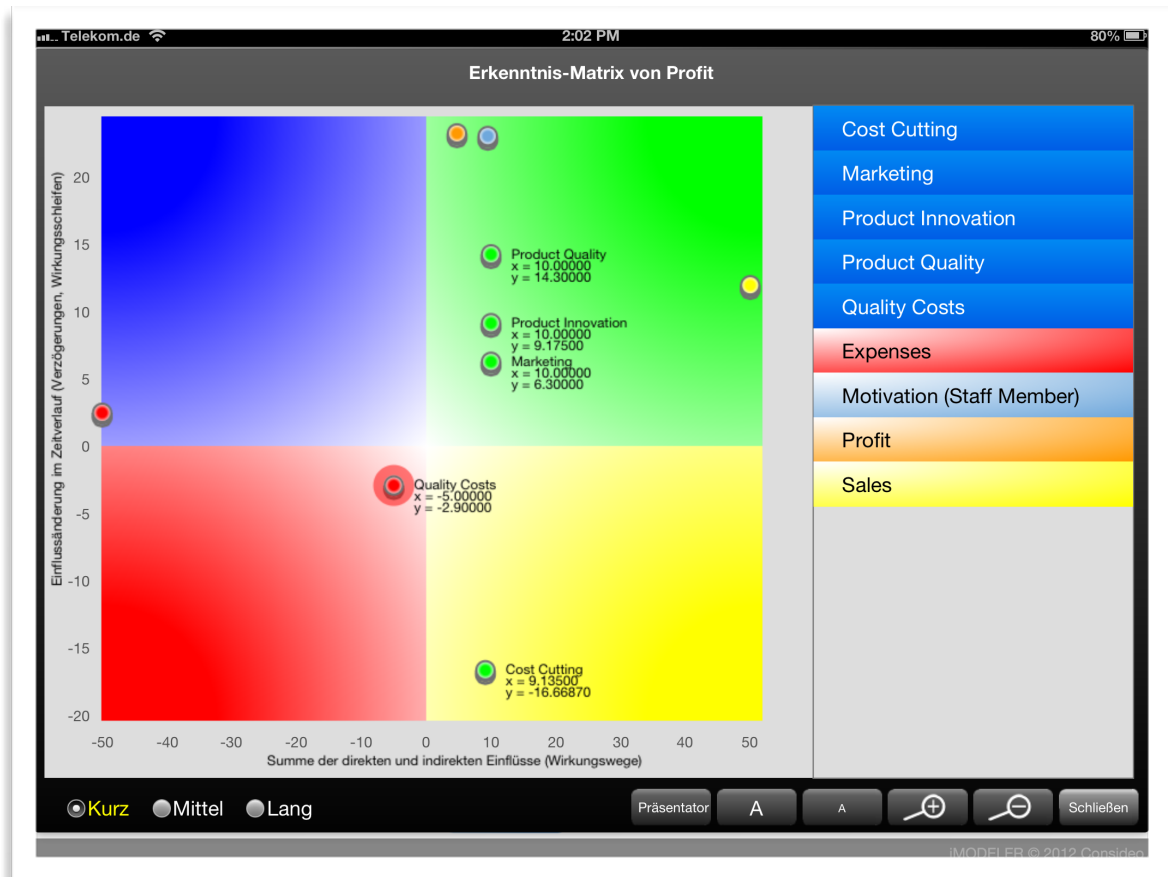 Telekom.de
2:02 PM
80%
Erkenntnis-Matrix von Profit
Einflussänderung im Zeitverlauf (Verzögerungen, Wirkungsschleifen)
20
15
10
5
0
-5
-10
-15
-20
Product Quality
x = 10.00000
y = 14.30000
Product Innovation
x = 10.00000
y = 9.17500
Marketing
x = 10.00000
y = 6.30000
Quality Costs
x = -5.00000
y = -2.90000
Cost Cutting
x = 9.13500
y = -16.66870
-50 -40 -30 -20 -10 0 10 20 30 40 50
Summe der direkten und indirekten Einflüsse (Wirkungswege)
Cost Cutting
Marketing
Product Innovation
Product Quality
Quality Costs
Expenses
Motivation (Staff Member)
Profit
Sales
Kurz Mittel Lang
Präsentator A A Schließen
iMODELER © 2012 Consideo